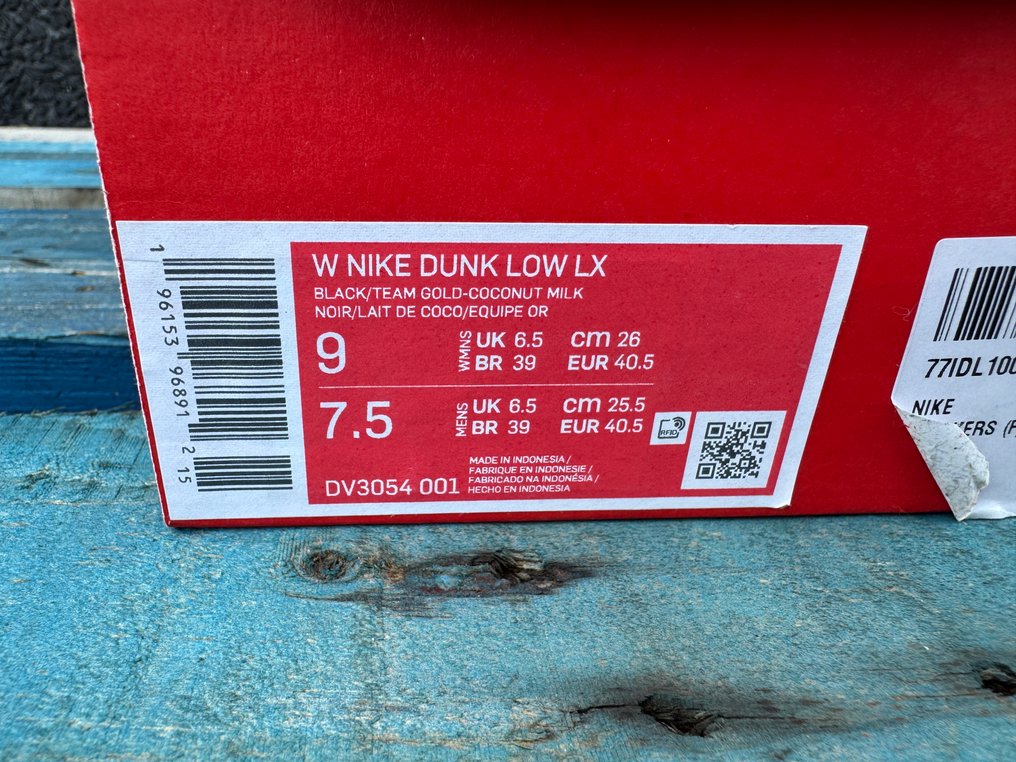 W NIKE DUNK LOW LX
BLACK/TEAM GOLD-COCONUT MILK
NOIR/LAIT DE COCO/EQUIPE OR
9
WMNS
UK 6.5 cm 26
BR 39 EUR 40.5
7.5
MENS
UK 6.5 cm 25.5
BR 39 EUR 40.5
RFID
MADE IN INDONESIA /
FABRIQUE EN INDONESIE /
FABRICADO NA INDONÉSIA /
HECHO EN INDONESIA
DV3054 001
1 96153 96891 2 15
77IDL100
NIKE